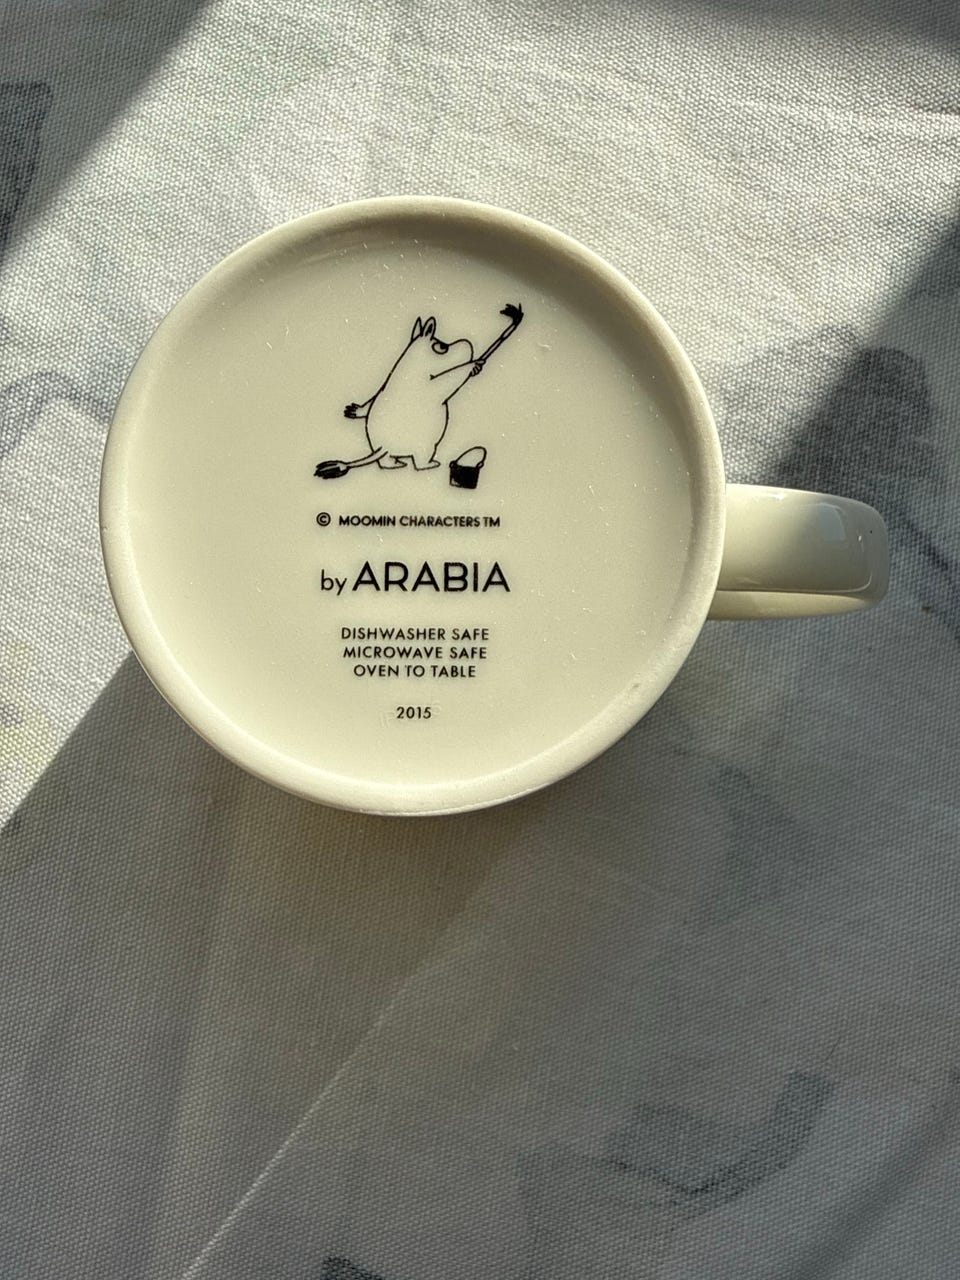 © MOOMIN CHARACTERS TM
by ARABIA
DISHWASHER SAFE
MICROWAVE SAFE
OVEN TO TABLE
2015